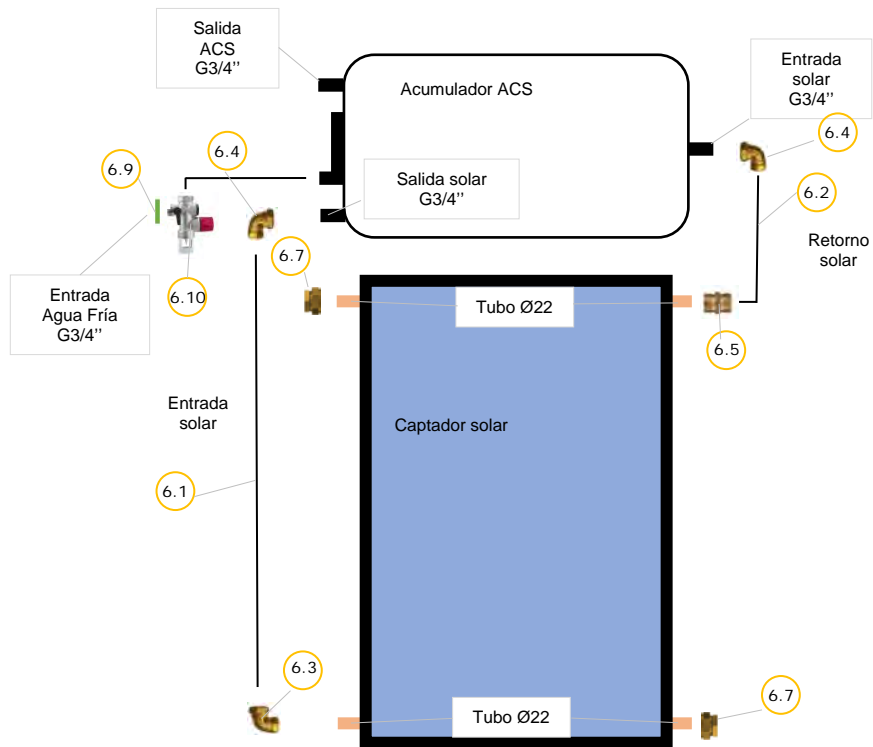 Salida
ACS
G3/4’’
Acumulador ACS
Entrada
solar
G3/4’’
6.4
6.4
6.9
Salida solar
G3/4’’
6.2
Retorno
solar
6.7
6.10
Entrada
Agua Fría
G3/4’’
Tubo Ø22
6.5
Entrada
solar
Captador solar
6.1
6.3
6.7
Tubo Ø22